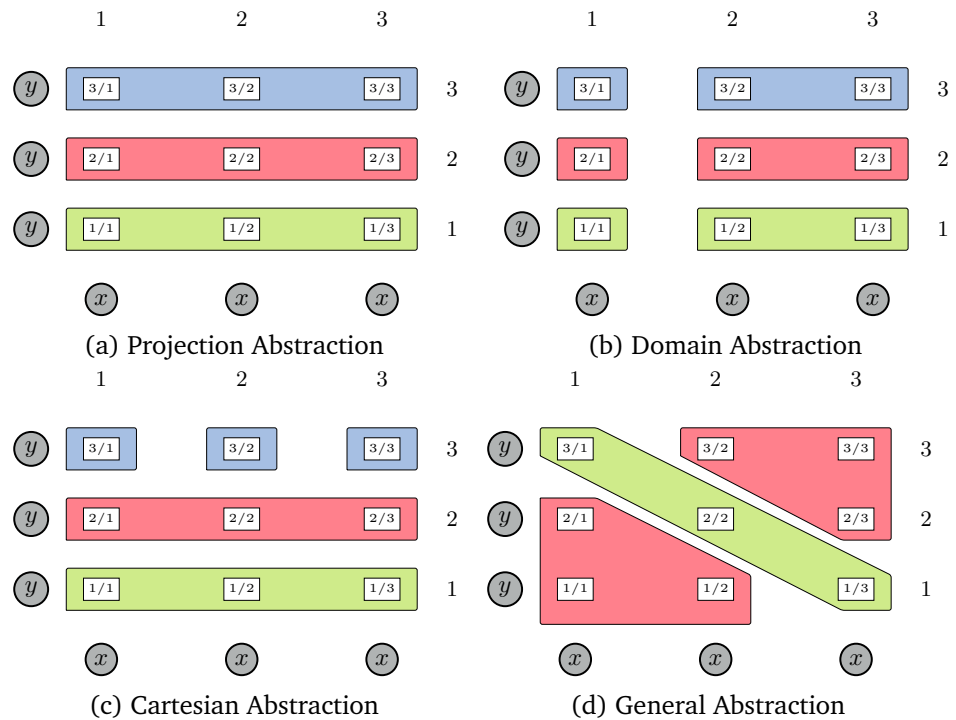 1 2 3 1 2 3
y 3/1 3/2 3/3 3 y 3/1 3/2 3/3 3
y 2/1 2/2 2/3 2 y 2/1 2/2 2/3 2
y 1/1 1/2 1/3 1 y 1/1 1/2 1/3 1
x x x x x x
(a) Projection Abstraction (b) Domain Abstraction
1 2 3 1 2 3
y 3/1 3/2 3/3 3 y 3/1 3/2 3/3 3
y 2/1 2/2 2/3 2 y 2/1 2/2 2/3 2
y 1/1 1/2 1/3 1 y 1/1 1/2 1/3 1
x x x x x x
(c) Cartesian Abstraction (d) General Abstraction